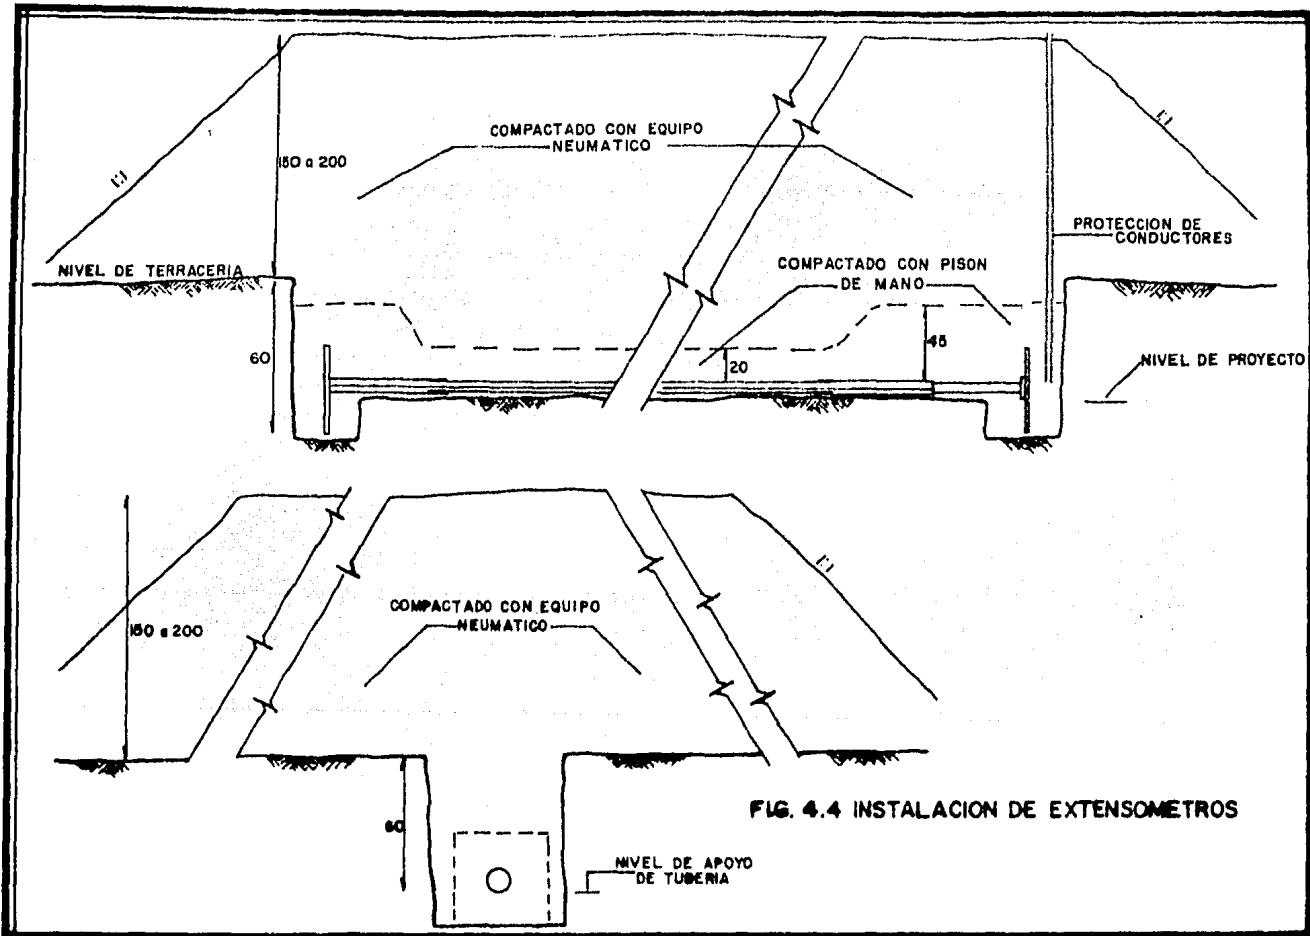 COMPACTADO CON EQUIPO
NEUMATICO
150 a 200
1:1
1:1
PROTECCION DE
CONDUCTORES
NIVEL DE TERRACERIA
COMPACTADO CON PISON
DE MANO
60
45
20
NIVEL DE PROYECTO
COMPACTADO CON EQUIPO
NEUMATICO
150 a 200
1:1
60
NIVEL DE APOYO
DE TUBERIA
FIG. 4.4 INSTALACION DE EXTENSOMETROS